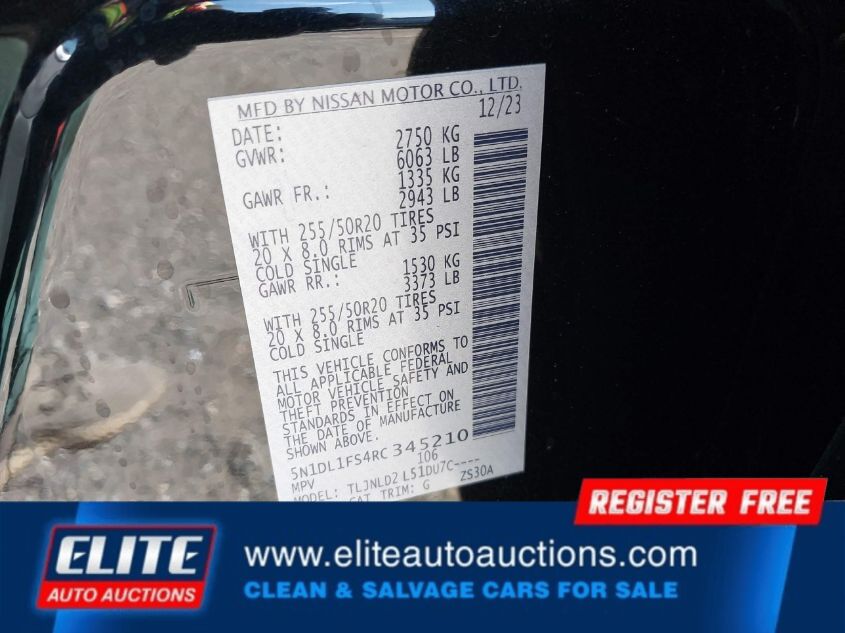 MFD BY NISSAN MOTOR CO., LTD.
DATE: 12/23
GVWR: 2750 KG
6063 LB
GAWR FR.: 1335 KG
2943 LB
WITH 255/50R20 TIRES
20 X 8.0 RIMS AT 35 PSI
COLD SINGLE
GAWR RR.: 1530 KG
3373 LB
WITH 255/50R20 TIRES
20 X 8.0 RIMS AT 35 PSI
COLD SINGLE
THIS VEHICLE CONFORMS TO
ALL APPLICABLE FEDERAL
MOTOR VEHICLE SAFETY AND
THEFT PREVENTION
STANDARDS IN EFFECT ON
THE DATE OF MANUFACTURE
SHOWN ABOVE.
5N1DL1FS4RC 345210
MPV 106
MODEL: TLJNLD2 L51DU7C----
TRIM: G ZS30A
REGISTER FREE
ELITE
AUTO AUCTIONS
www.eliteautoauctions.com
CLEAN & SALVAGE CARS FOR SALE